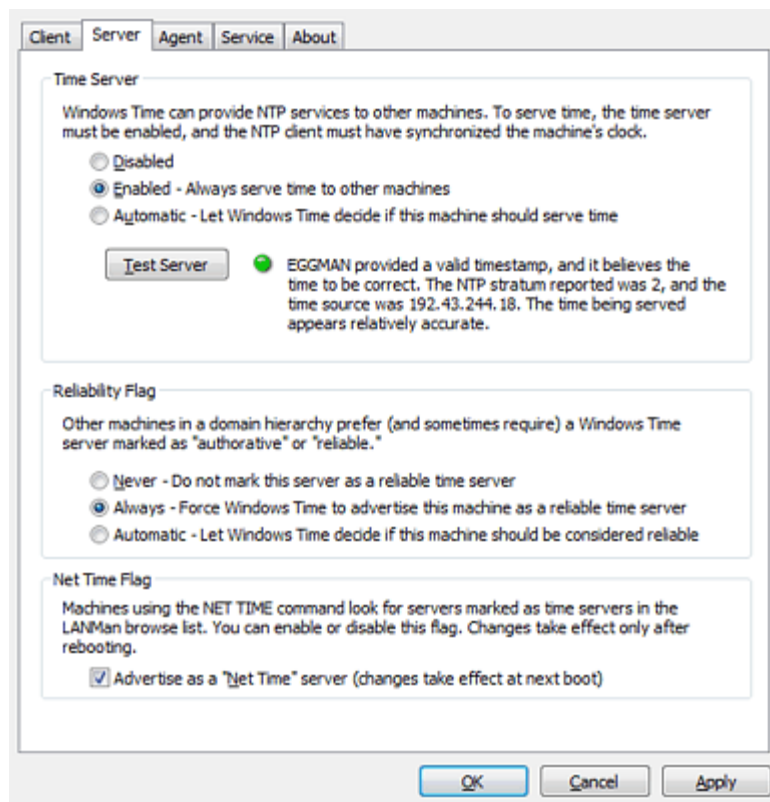 Client Server Agent Service About
Time Server
Windows Time can provide NTP services to other machines. To serve time, the time server
must be enabled, and the NTP client must have synchronized the machine's clock.
Disabled
Enabled - Always serve time to other machines
Automatic - Let Windows Time decide if this machine should serve time
Test Server
EGGMAN provided a valid timestamp, and it believes the
time to be correct. The NTP stratum reported was 2, and the
time source was 192.43.244.18. The time being served
appears relatively accurate.
Reliability Flag
Other machines in a domain hierarchy prefer (and sometimes require) a Windows Time
server marked as "authorative" or "reliable."
Never - Do not mark this server as a reliable time server
Always - Force Windows Time to advertise this machine as a reliable time server
Automatic - Let Windows Time decide if this machine should be considered reliable
Net Time Flag
Machines using the NET TIME command look for servers marked as time servers in the
LANMan browse list. You can enable or disable this flag. Changes take effect only after
rebooting.
Advertise as a "Net Time" server (changes take effect at next boot)
OK Cancel Apply